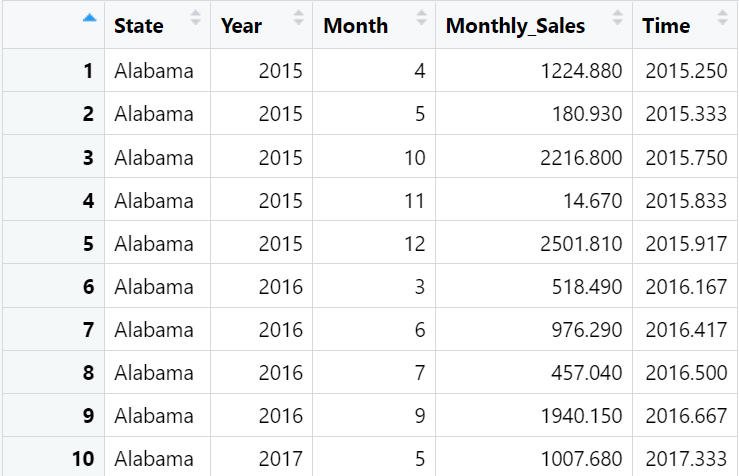 State Year Month Monthly_Sales Time
1 Alabama 2015 4 1224.880 2015.250
2 Alabama 2015 5 180.930 2015.333
3 Alabama 2015 10 2216.800 2015.750
4 Alabama 2015 11 14.670 2015.833
5 Alabama 2015 12 2501.810 2015.917
6 Alabama 2016 3 518.490 2016.167
7 Alabama 2016 6 976.290 2016.417
8 Alabama 2016 7 457.040 2016.500
9 Alabama 2016 9 1940.150 2016.667
10 Alabama 2017 5 1007.680 2017.333